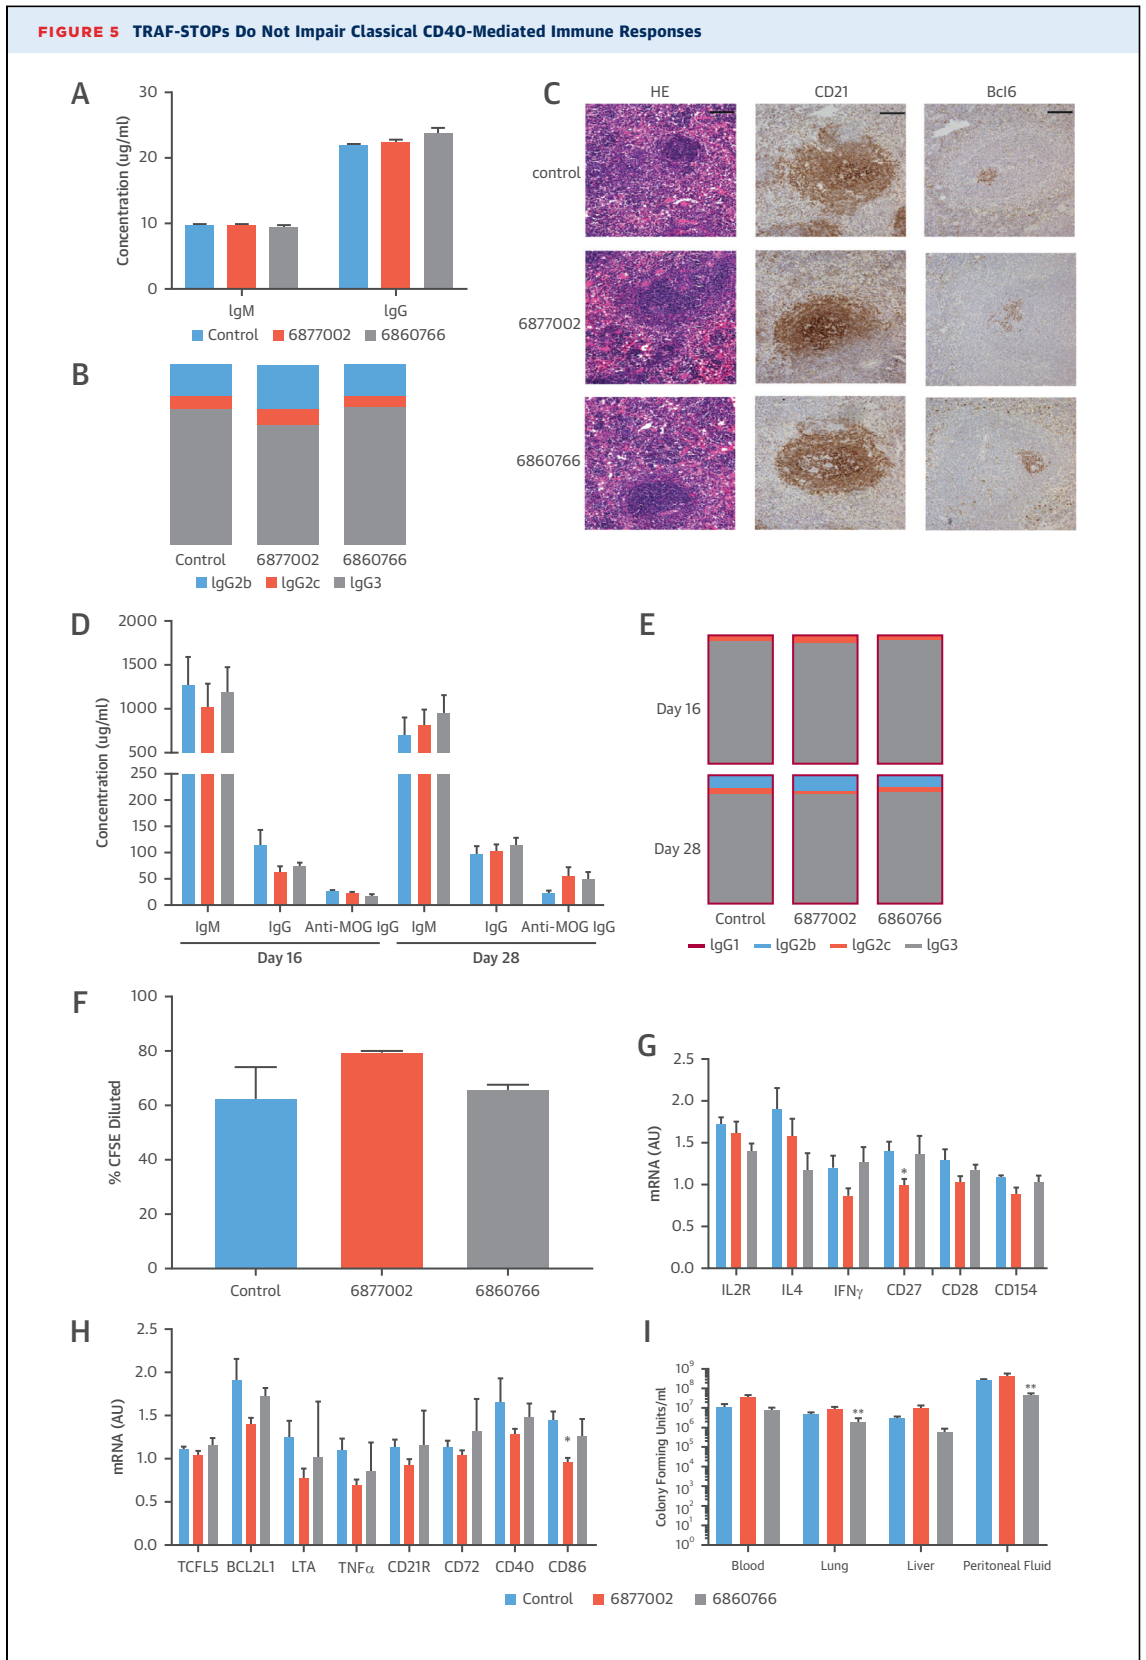 FIGURE 5 TRAF-STOPs Do Not Impair Classical CD40-Mediated Immune Responses
A
30
20
10
0
Concentration (ug/ml)
IgM IgG
Control 6877002 6860766
B
Control 6877002 6860766
IgG2b IgG2c IgG3
C
HE CD21 Bcl6
control
6877002
6860766
D
2000
1500
1000
500
250
200
150
100
50
0
Concentration (ug/ml)
IgM IgG Anti-MOG IgG IgM IgG Anti-MOG IgG
Day 16 Day 28
E
Day 16
Day 28
Control 6877002 6860766
IgG1 IgG2b IgG2c IgG3
F
100
80
60
40
20
0
% CFSE Diluted
Control 6877002 6860766
G
2.5
2.0
1.5
1.0
0.5
0.0
mRNA (AU)
*
IL2R IL4 IFNγ CD27 CD28 CD154
H
2.5
2.0
1.5
1.0
0.5
0.0
mRNA (AU)
*
TCFL5 BCL2L1 LTA TNFα CD21R CD72 CD40 CD86
I
10⁹
10⁸
10⁷
10⁶
10⁵
10⁴
10³
10²
10¹
10⁰
Colony Forming Units/ml
** **
Blood Lung Liver Peritoneal Fluid
Control 6877002 6860766